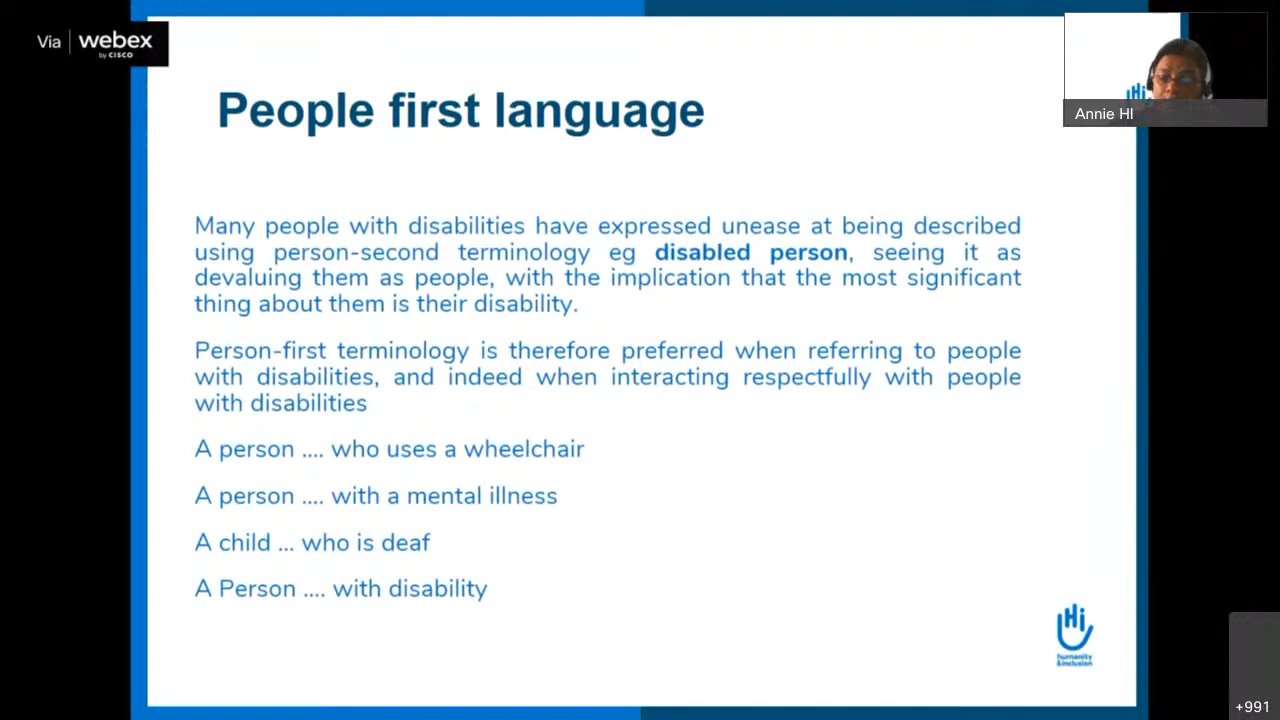 Via webex
by CISCO
People first language
Hi
Annie HI
Many people with disabilities have expressed unease at being described
using person-second terminology eg disabled person, seeing it as
devaluing them as people, with the implication that the most significant
thing about them is their disability.
Person-first terminology is therefore preferred when referring to people
with disabilities, and indeed when interacting respectfully with people
with disabilities
A person .... who uses a wheelchair
A person .... with a mental illness
A child ... who is deaf
A Person .... with disability
Hi
humanity
&inclusion
+991